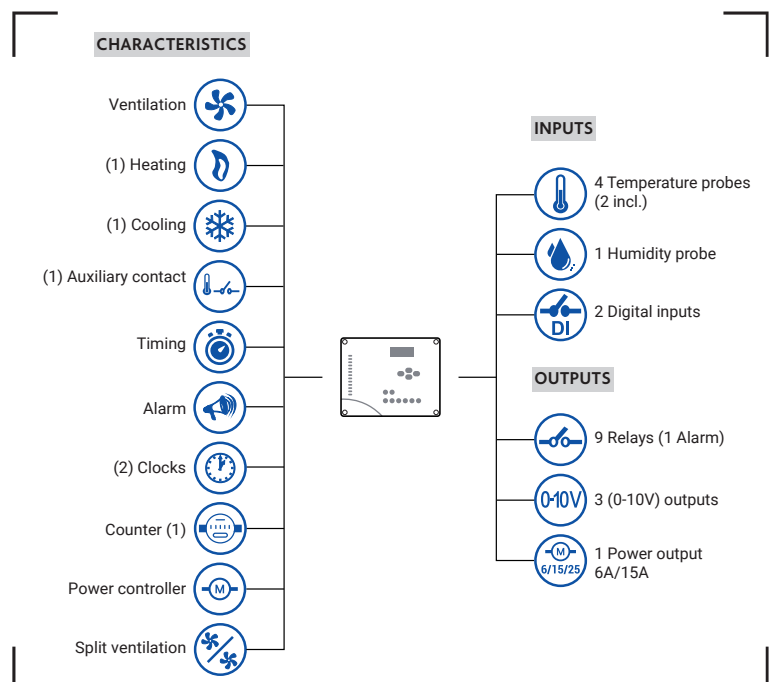 CHARACTERISTICS
Ventilation
(1) Heating
(1) Cooling
(1) Auxiliary contact
Timing
Alarm
(2) Clocks
Counter (1)
Power controller
M
Split ventilation
INPUTS
4 Temperature probes
(2 incl.)
1 Humidity probe
DI
2 Digital inputs
OUTPUTS
9 Relays (1 Alarm)
0-10V
3 (0-10V) outputs
M
6/15/25
1 Power output
6A/15A